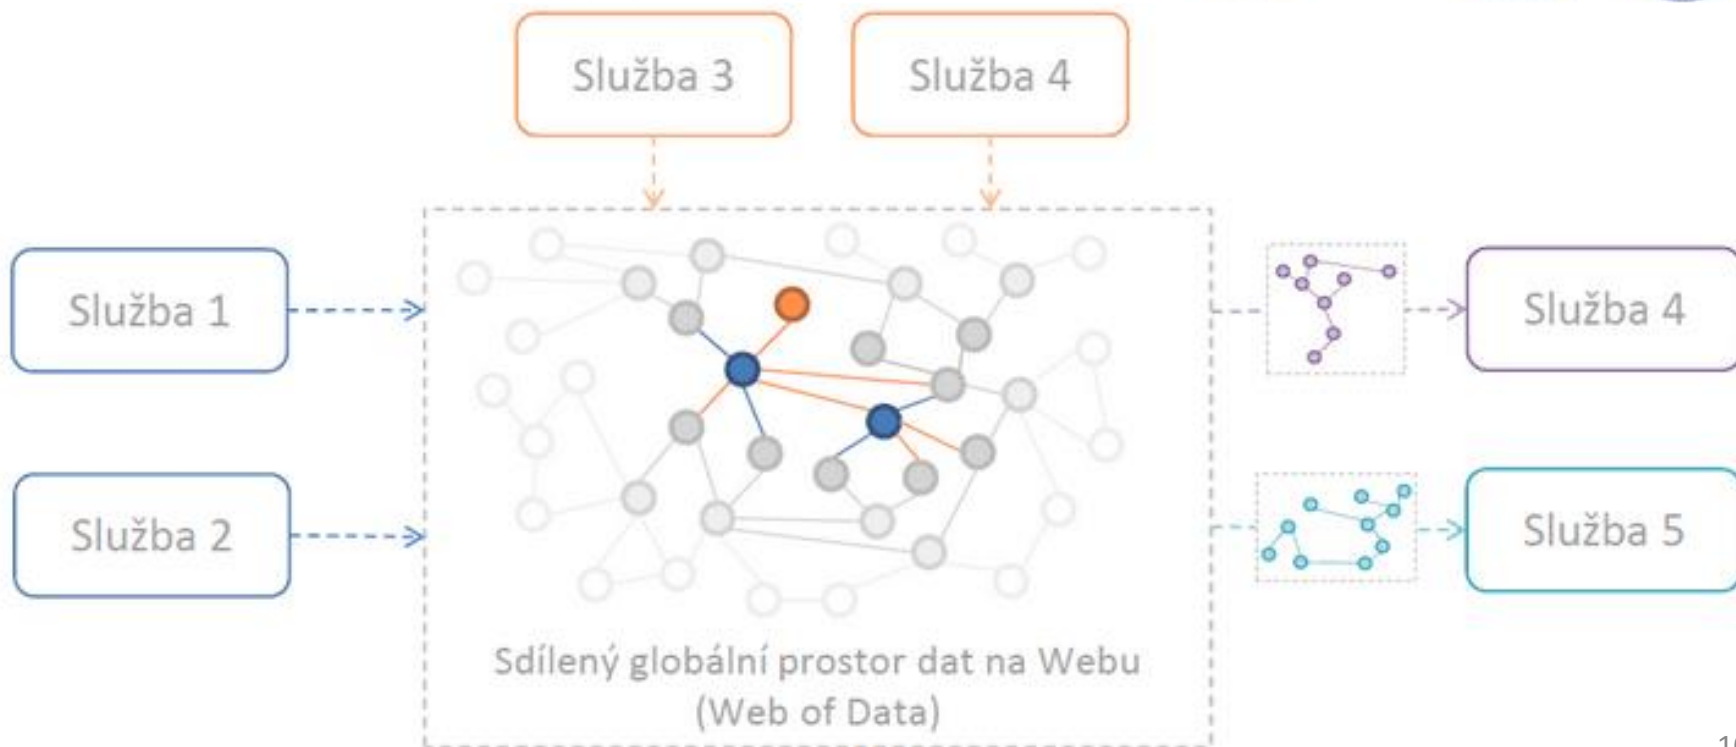 Služba 3
Služba 4
Služba 1
Služba 4
Služba 2
Služba 5
Sdílený globální prostor dat na Webu
(Web of Data)